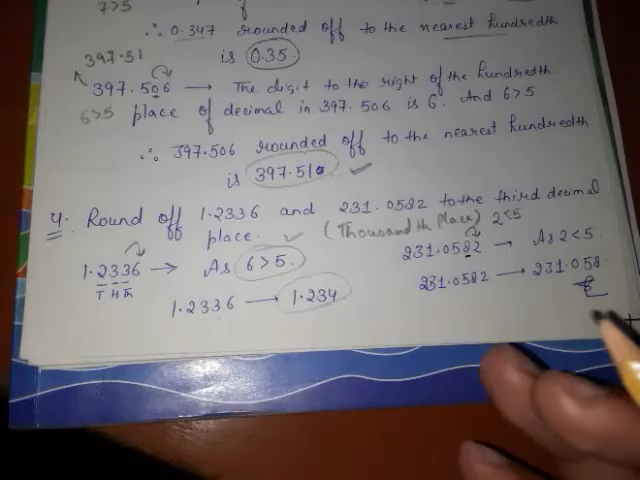 7>5
∴ 0.347 rounded off to the nearest hundredth
is 0.35
397.51
397.506 → The digit to the right of the hundredth
6>5 place of decimal in 397.506 is 6. And 6>5
∴ 397.506 rounded off to the nearest hundredth
is 397.51
4. Round off 1.2336 and 231.0582 to the third decimal
place. (Thousandth Place) 2<5
1.2336 → As 6>5.
T H Th
1.2336 → 1.234
231.0582 → As 2<5.
231.0582 → 231.058.